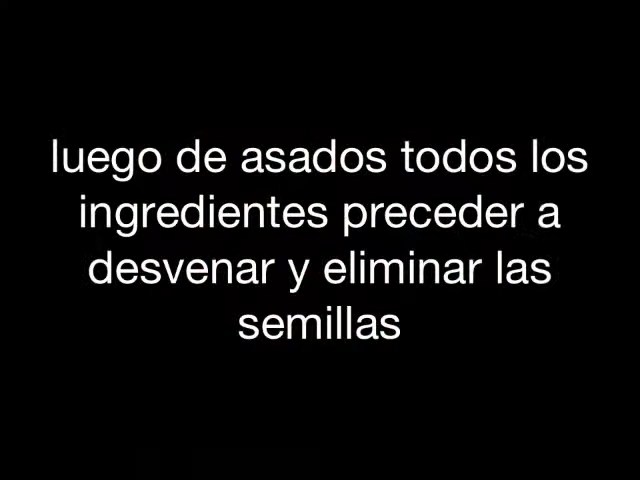 luego de asados todos los
ingredientes preceder a
desvenar y eliminar las
semillas